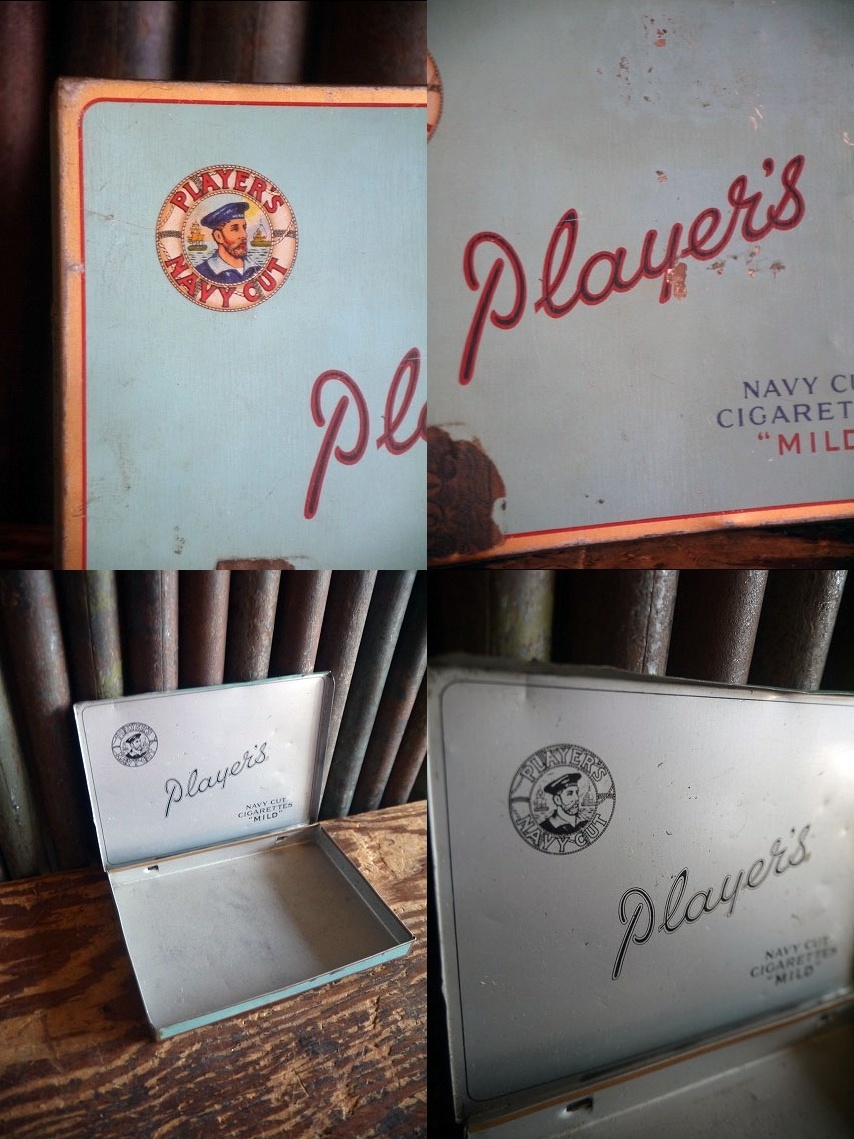 PLAYER'S
NAVY CUT
Pl
Player's
NAVY CU
CIGARET
"MILD
PLAYER'S
NAVY CUT
Player's
NAVY CUT
CIGARETTES
"MILD"
PLAYER'S
NAVY CUT
Player's
NAVY CUT
CIGARETTES
"MILD"